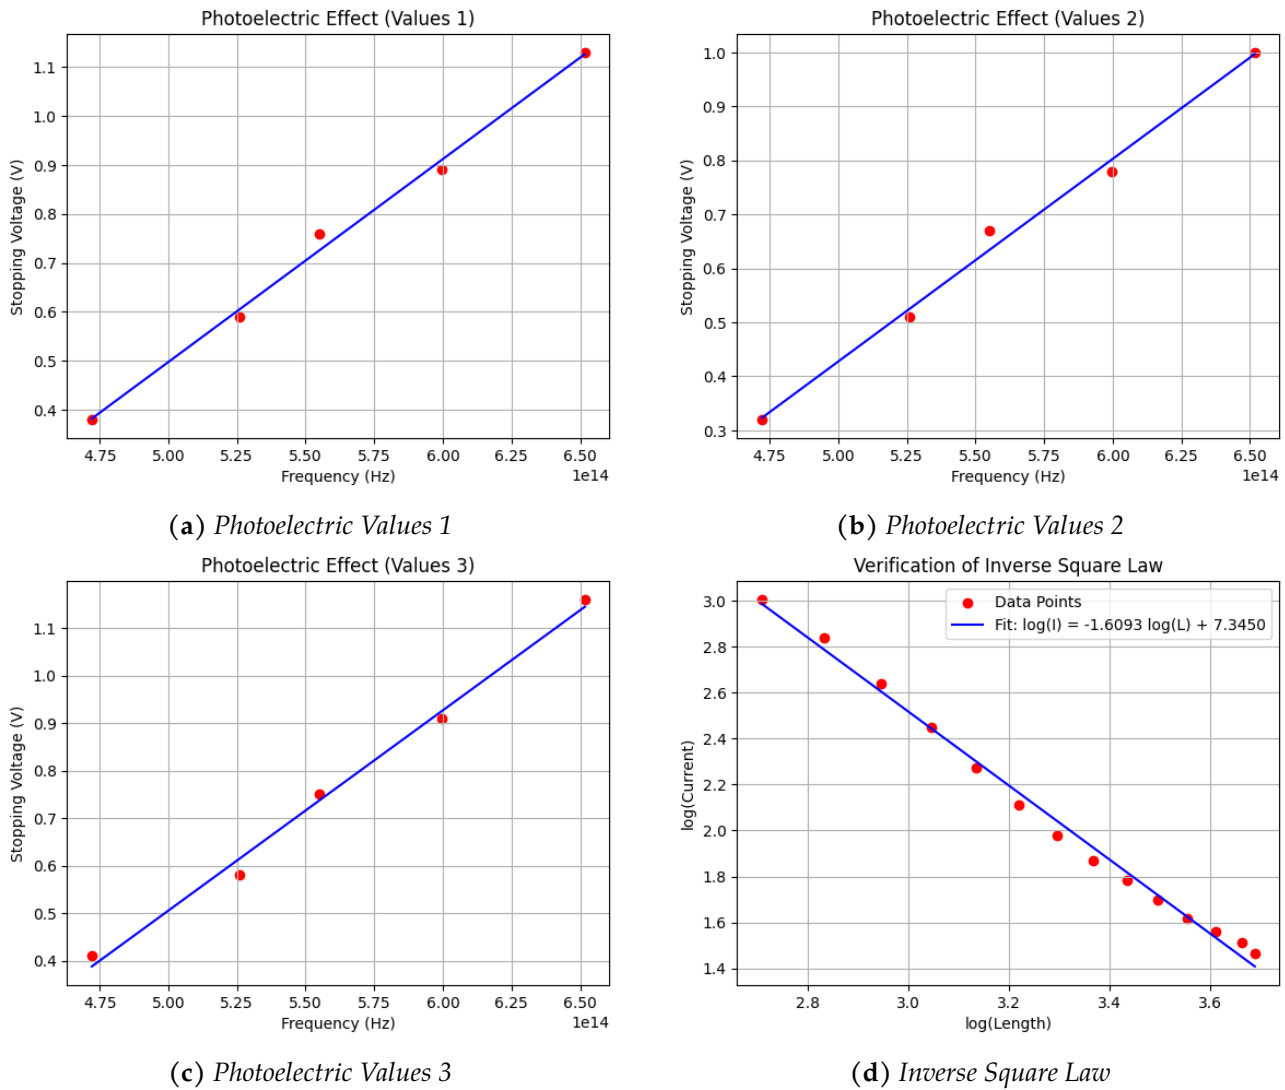 Photoelectric Effect (Values 1)
Stopping Voltage (V)
1.1
1.0
0.9
0.8
0.7
0.6
0.5
0.4
4.75 5.00 5.25 5.50 5.75 6.00 6.25 6.50
1e14
Frequency (Hz)
(a) Photoelectric Values 1
Photoelectric Effect (Values 2)
Stopping Voltage (V)
1.0
0.9
0.8
0.7
0.6
0.5
0.4
0.3
4.75 5.00 5.25 5.50 5.75 6.00 6.25 6.50
1e14
Frequency (Hz)
(b) Photoelectric Values 2
Photoelectric Effect (Values 3)
Stopping Voltage (V)
1.1
1.0
0.9
0.8
0.7
0.6
0.5
0.4
4.75 5.00 5.25 5.50 5.75 6.00 6.25 6.50
1e14
Frequency (Hz)
(c) Photoelectric Values 3
Verification of Inverse Square Law
Data Points
Fit: log(I) = -1.6093 log(L) + 7.3450
log(Current)
3.0
2.8
2.6
2.4
2.2
2.0
1.8
1.6
1.4
2.8 3.0 3.2 3.4 3.6
log(Length)
(d) Inverse Square Law